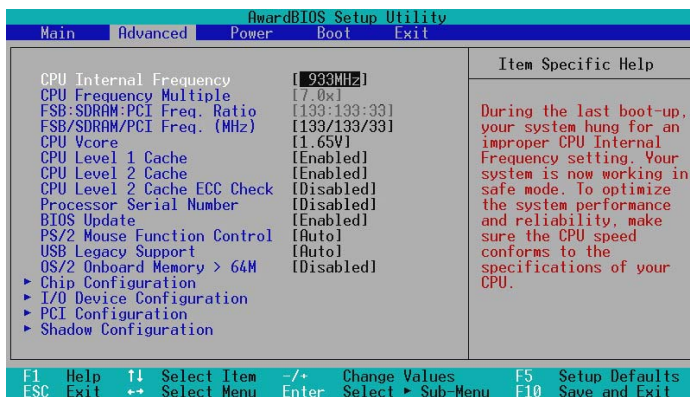 AwardBIOS Setup Utility
Main Advanced Power Boot Exit
Item Specific Help
CPU Internal Frequency [ 933MHz]
CPU Frequency Multiple [7.0x]
FSB:SDRAM:PCI Freq. Ratio [133:133:33]
FSB/SDRAM/PCI Freq. (MHz) [133/133/33]
CPU Vcore [1.65V]
CPU Level 1 Cache [Enabled]
CPU Level 2 Cache [Enabled]
CPU Level 2 Cache ECC Check [Disabled]
Processor Serial Number [Disabled]
BIOS Update [Enabled]
PS/2 Mouse Function Control [Auto]
USB Legacy Support [Auto]
OS/2 Onboard Memory > 64M [Disabled]
► Chip Configuration
► I/O Device Configuration
► PCI Configuration
► Shadow Configuration
During the last boot-up,
your system hung for an
improper CPU Internal
Frequency setting. Your
system is now working in
safe mode. To optimize
the system performance
and reliability, make
sure the CPU speed
conforms to the
specifications of your
CPU.
F1 Help ↑↓ Select Item -/+ Change Values F5 Setup Defaults
ESC Exit ↔ Select Menu Enter Select ► Sub-Menu F10 Save and Exit